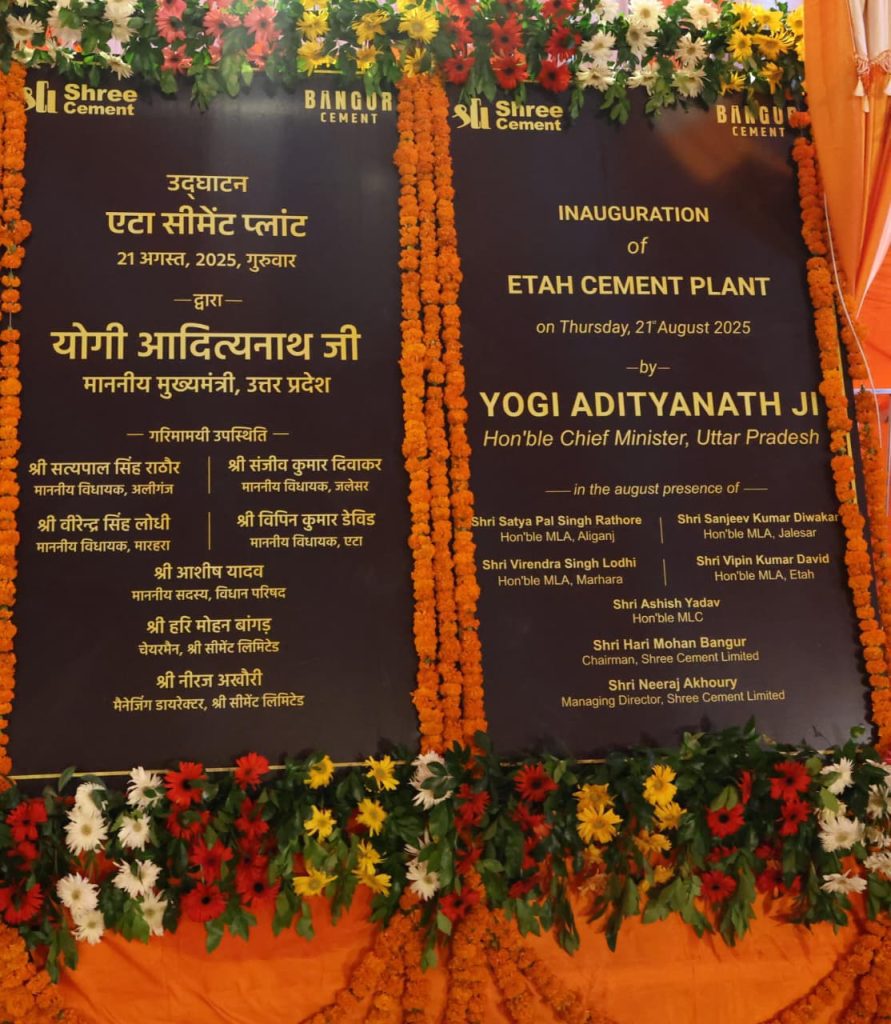 Shree
Cement
BANGUR
CEMENT
उद्घाटन
एटा सीमेंट प्लांट
21 अगस्त, 2025, गुरुवार
—द्वारा—
योगी आदित्यनाथ जी
माननीय मुख्यमंत्री, उत्तर प्रदेश
— गरिमामयी उपस्थिति —
श्री सत्यपाल सिंह राठौर
माननीय विधायक, अलीगंज
श्री संजीव कुमार दिवाकर
माननीय विधायक, जलेसर
श्री वीरेन्द्र सिंह लोधी
माननीय विधायक, मारहरा
श्री विपिन कुमार डेविड
माननीय विधायक, एटा
श्री आशीष यादव
माननीय सदस्य, विधान परिषद
श्री हरि मोहन बांगड़
चेयरमैन, श्री सीमेंट लिमिटेड
श्री नीरज अखौरी
मैनेजिंग डायरेक्टर, श्री सीमेंट लिमिटेड
Shree
Cement
BANGUR
CEMENT
INAUGURATION
of
ETAH CEMENT PLANT
on Thursday, 21st August 2025
—by—
YOGI ADITYANATH JI
Hon'ble Chief Minister, Uttar Pradesh
— in the august presence of —
Shri Satya Pal Singh Rathore
Hon'ble MLA, Aliganj
Shri Sanjeev Kumar Diwakar
Hon'ble MLA, Jalesar
Shri Virendra Singh Lodhi
Hon'ble MLA, Marhara
Shri Vipin Kumar David
Hon'ble MLA, Etah
Shri Ashish Yadav
Hon'ble MLC
Shri Hari Mohan Bangur
Chairman, Shree Cement Limited
Shri Neeraj Akhoury
Managing Director, Shree Cement Limited